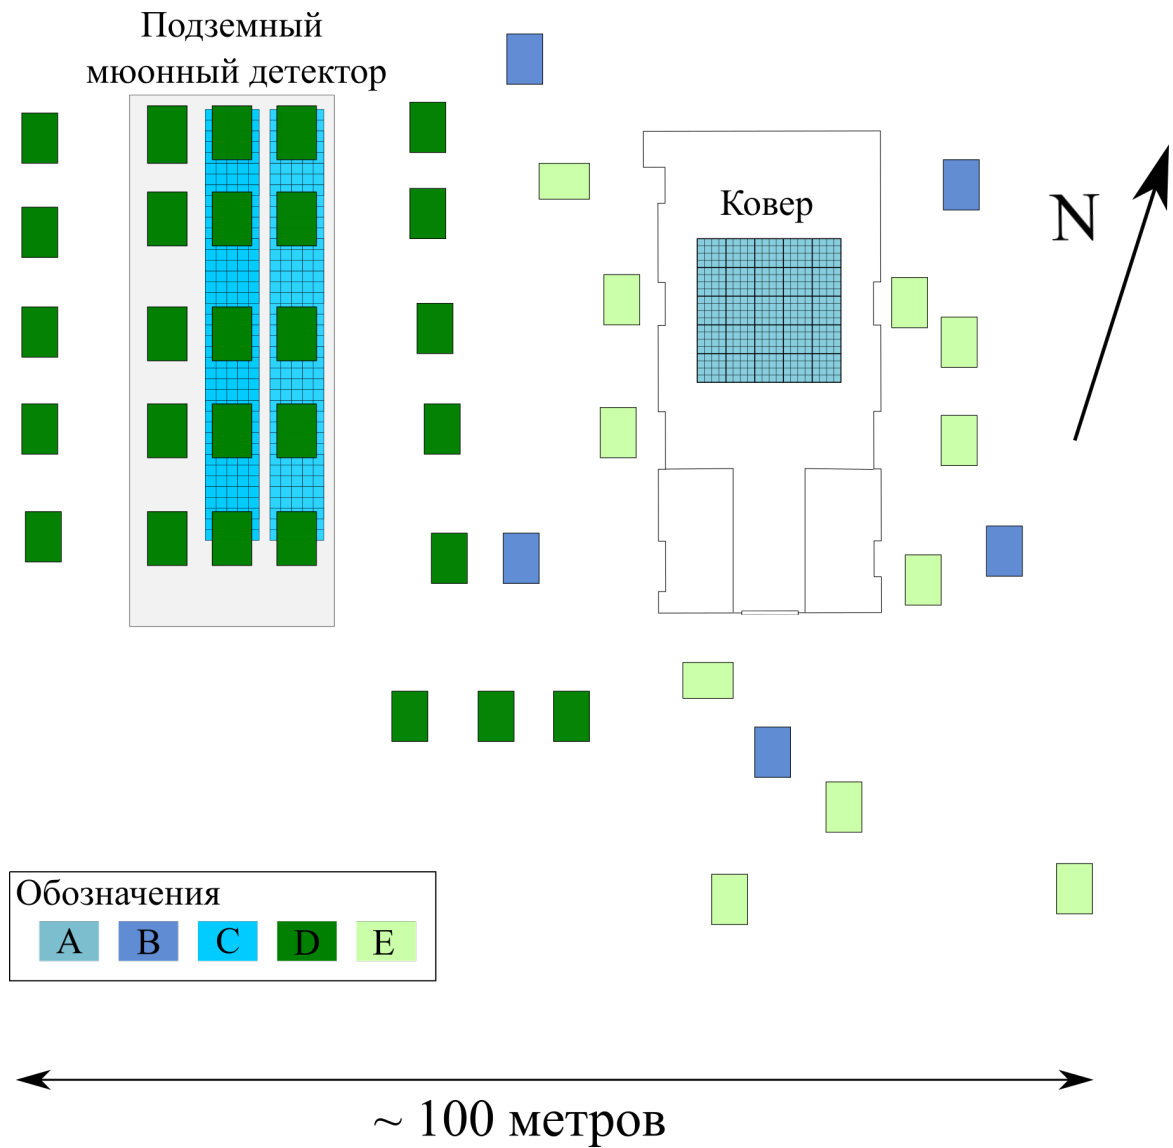 Подземный
мюонный детектор
Ковер
N
Обозначения
A B C D E
~ 100 метров